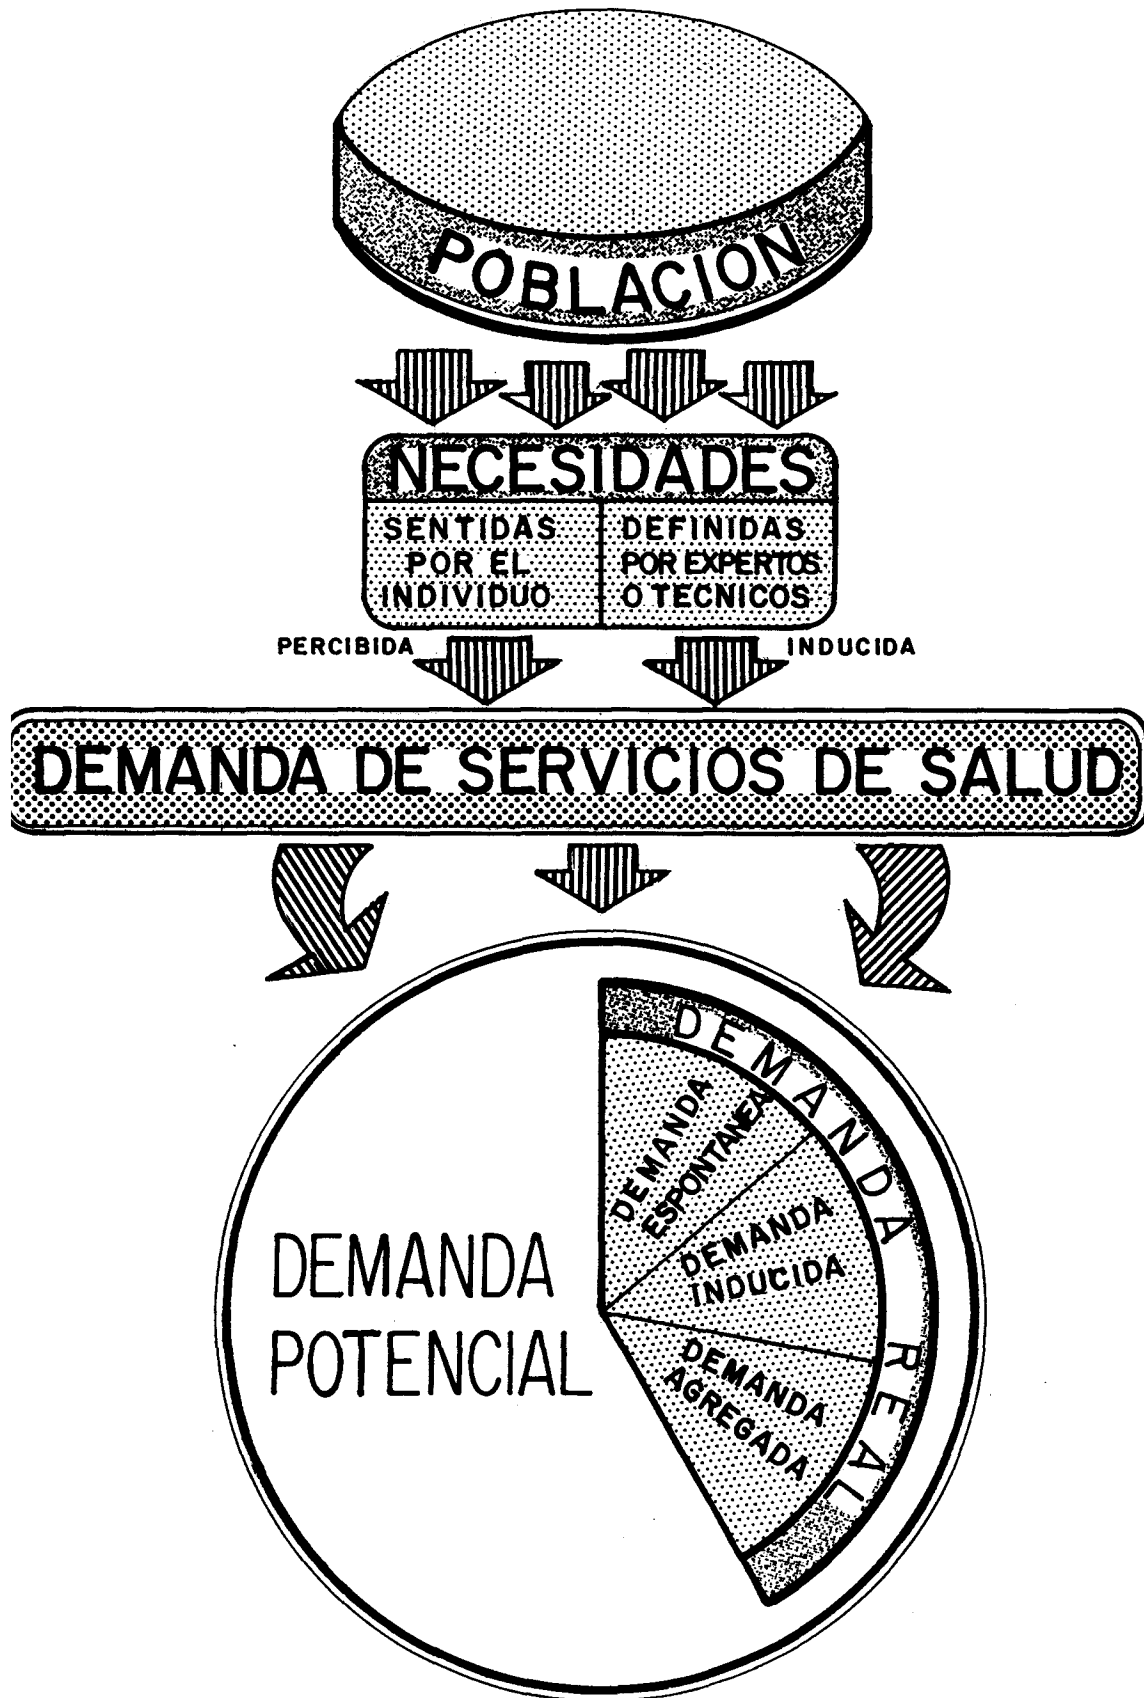 POBLACION
NECESIDADES
SENTIDAS
POR EL
INDIVIDUO
DEFINIDAS
POR EXPERTOS
O TECNICOS
PERCIBIDA
INDUCIDA
DEMANDA DE SERVICIOS DE SALUD
DEMANDA REAL
DEMANDA
ESPONTANEA
DEMANDA
INDUCIDA
DEMANDA
AGREGADA
DEMANDA
POTENCIAL